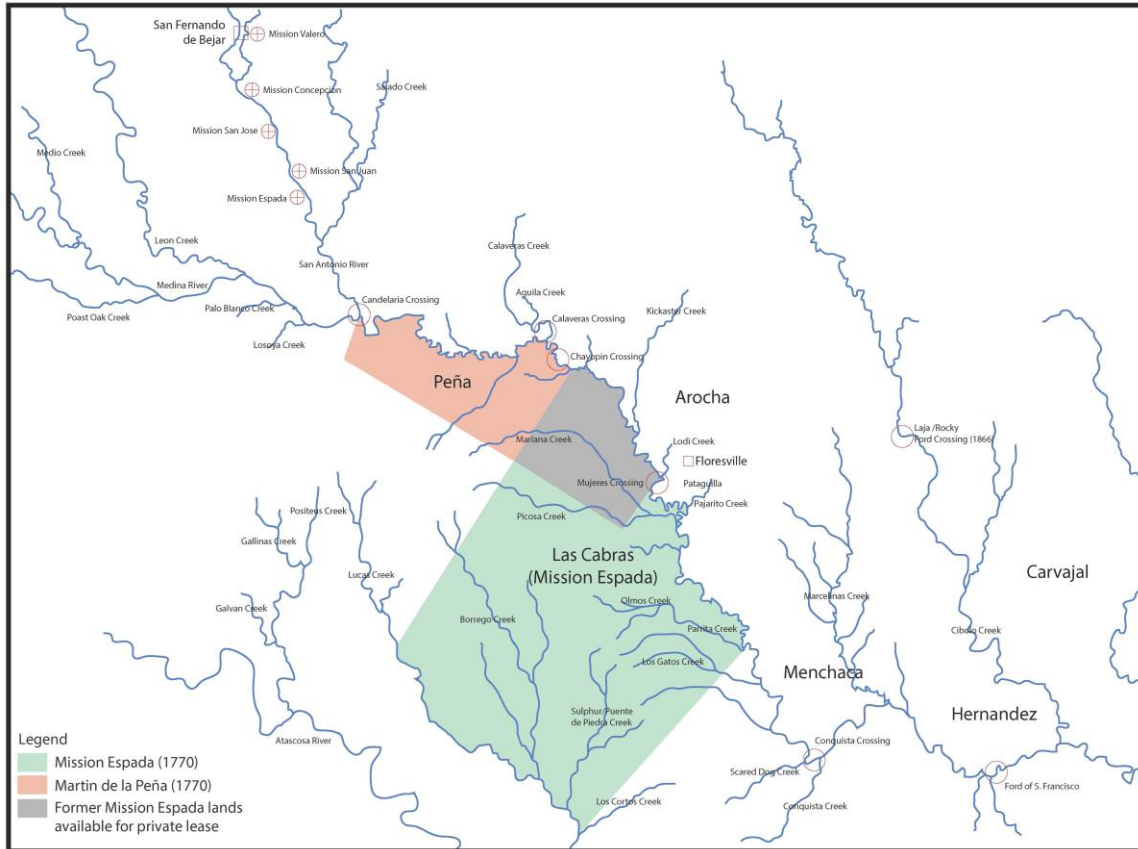 San Fernando
de Bejar
Mission Valero
Mission Concepcion
Salado Creek
Mission San Jose
Medio Creek
Mission San Juan
Mission Espada
Leon Creek
Calaveras Creek
San Antonio River
Medina River
Aquila Creek
Candelaria Crossing
Palo Blanco Creek
Kickaster Creek
Poast Oak Creek
Calaveras Crossing
Losoya Creek
Chayopin Crossing
Peña
Arocha
Laja /Rocky
Ford Crossing (1866)
Mariana Creek
Lodi Creek
Floresville
Mujeres Crossing
Pataguilla
Pajarito Creek
Positeus Creek
Picosa Creek
Gallinas Creek
Las Cabras
(Mission Espada)
Lucas Creek
Carvajal
Marcelinas Creek
Olmos Creek
Galvan Creek
Borrego Creek
Parrita Creek
Cibolo Creek
Los Gatos Creek
Menchaca
Sulphur/Puente
de Piedra Creek
Hernandez
Legend
Atascosa River
Conquista Crossing
Mission Espada (1770)
Scared Dog Creek
Martin de la Peña (1770)
Ford of S. Francisco
Los Cortos Creek
Conquista Creek
Former Mission Espada lands
available for private lease